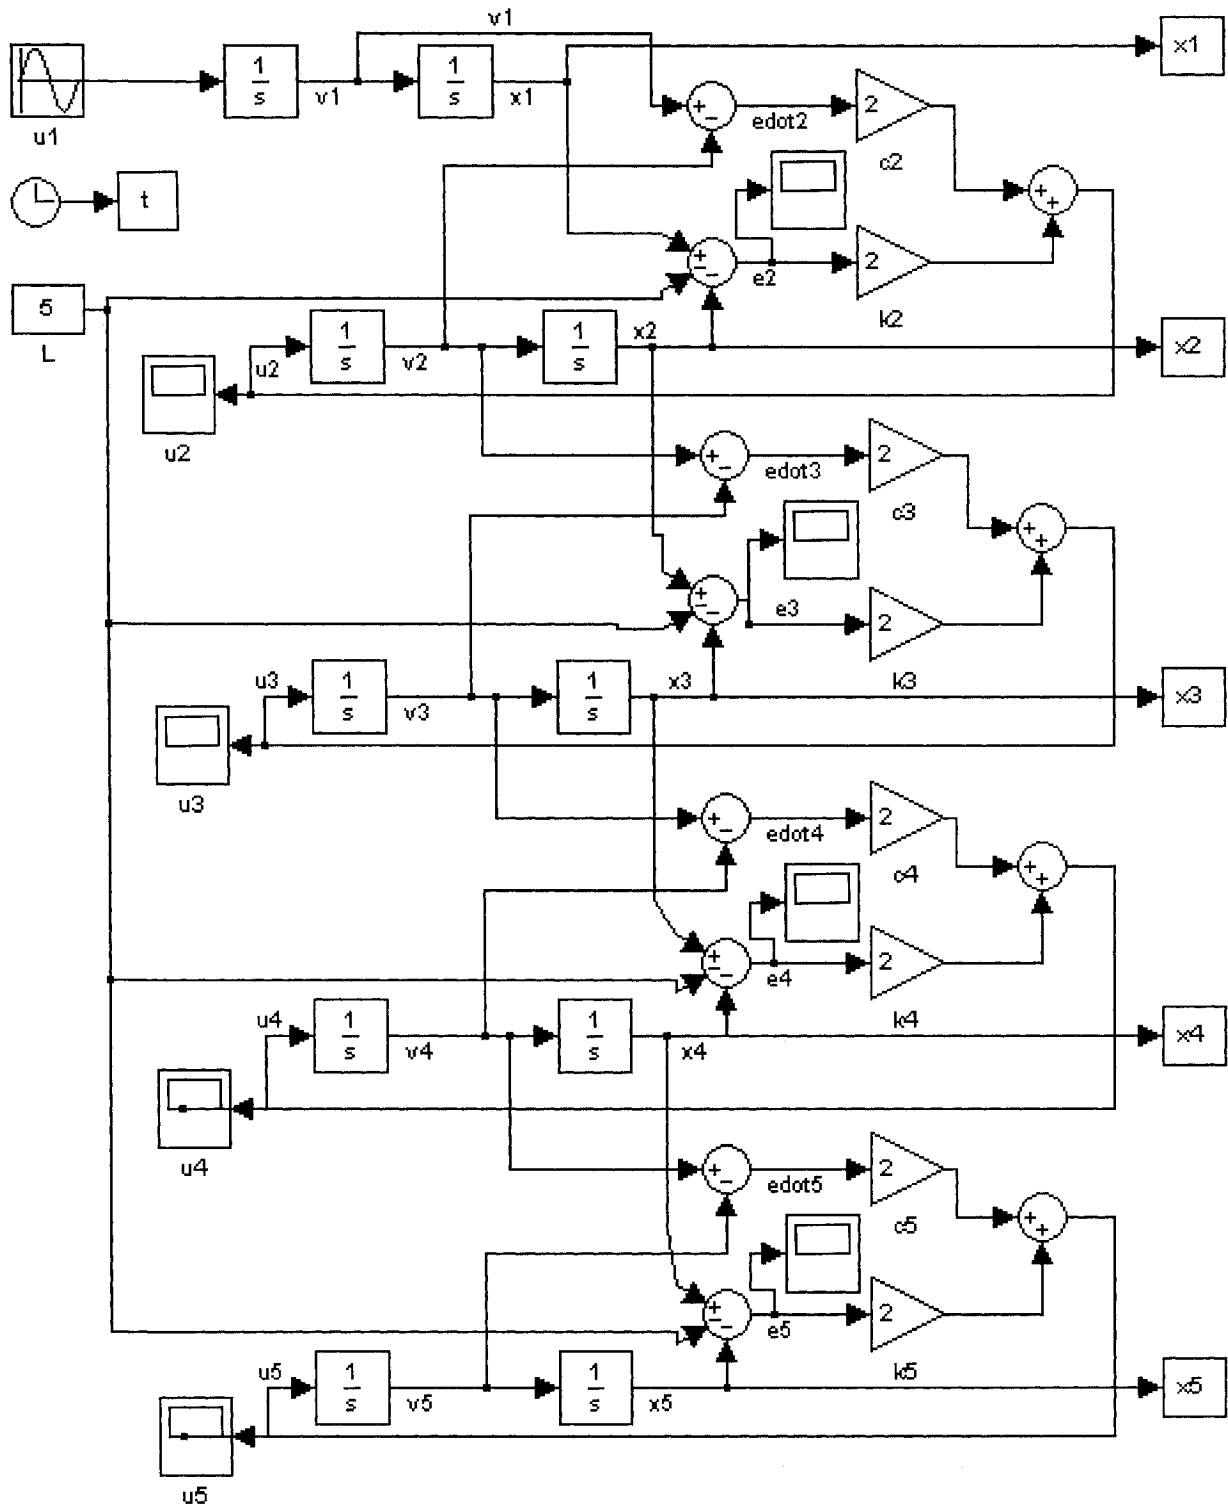 v1
x1
1
s
v1
1
s
x1
+
−
edot2
2
c2
u1
t
+
+
+
−
−
e2
2
k2
5
L
u2
1
s
v2
1
s
x2
x2
u2
+
−
edot3
2
c3
+
+
+
−
−
e3
2
k3
u3
1
s
v3
1
s
x3
x3
u3
+
−
edot4
2
c4
+
+
+
−
−
e4
2
k4
u4
1
s
v4
1
s
x4
x4
u4
+
−
edot5
2
c5
+
+
+
−
−
e5
2
k5
u5
1
s
v5
1
s
x5
x5
u5